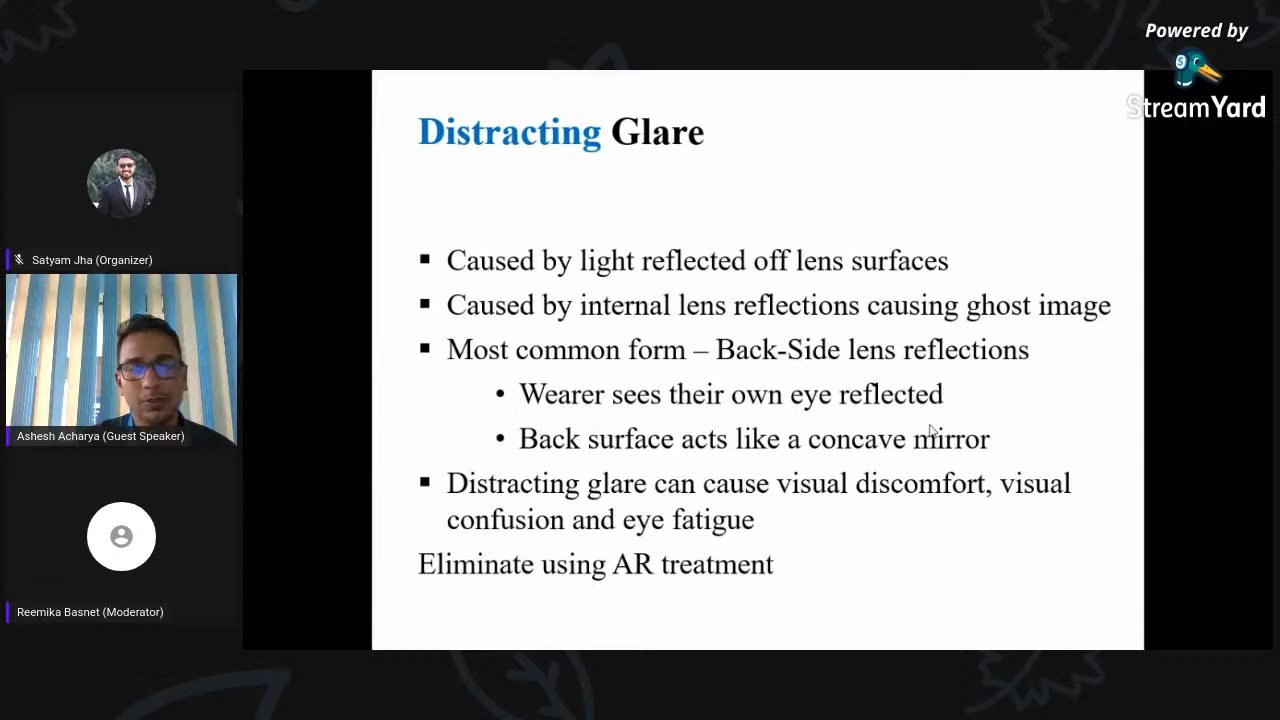 Powered by
StreamYard
Distracting Glare
▪ Caused by light reflected off lens surfaces
▪ Caused by internal lens reflections causing ghost image
▪ Most common form – Back-Side lens reflections
• Wearer sees their own eye reflected
• Back surface acts like a concave mirror
▪ Distracting glare can cause visual discomfort, visual
confusion and eye fatigue
Eliminate using AR treatment
Satyam Jha (Organizer)
Ashesh Acharya (Guest Speaker)
Reemika Basnet (Moderator)